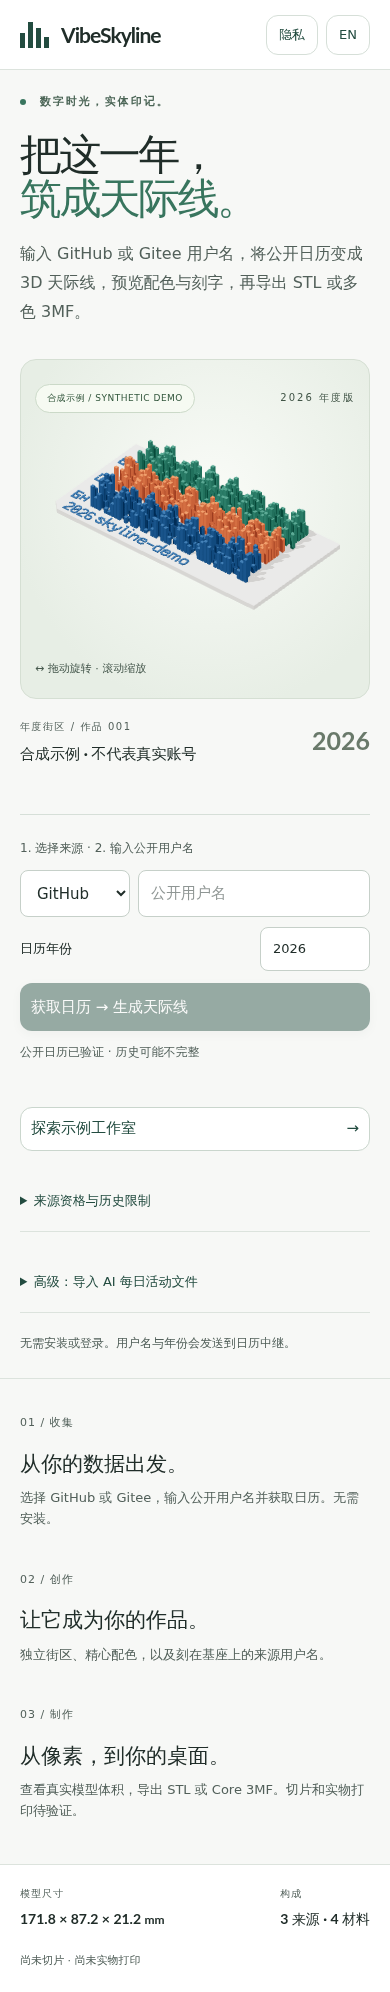 VibeSkyline
隐私
EN
数字时光，实体印记。
把这一年，
筑成天际线。
输入 GitHub 或 Gitee 用户名，将公开日历变成
3D 天际线，预览配色与刻字，再导出 STL 或多
色 3MF。
合成示例 / SYNTHETIC DEMO
2026 年度版
2026 skyline-demo
↔ 拖动旋转 · 滚动缩放
年度街区 / 作品 001
合成示例 · 不代表真实账号
2026
1. 选择来源 · 2. 输入公开用户名
GitHub
公开用户名
日历年份
2026
获取日历 → 生成天际线
公开日历已验证 · 历史可能不完整
探索示例工作室 →
▶ 来源资格与历史限制
▶ 高级：导入 AI 每日活动文件
无需安装或登录。用户名与年份会发送到日历中继。
01 / 收集
从你的数据出发。
选择 GitHub 或 Gitee，输入公开用户名并获取日历。无需
安装。
02 / 创作
让它成为你的作品。
独立街区、精心配色，以及刻在基座上的来源用户名。
03 / 制作
从像素，到你的桌面。
查看真实模型体积，导出 STL 或 Core 3MF。切片和实物打
印待验证。
模型尺寸
171.8 × 87.2 × 21.2 mm
构成
3 来源 · 4 材料
尚未切片 · 尚未实物打印